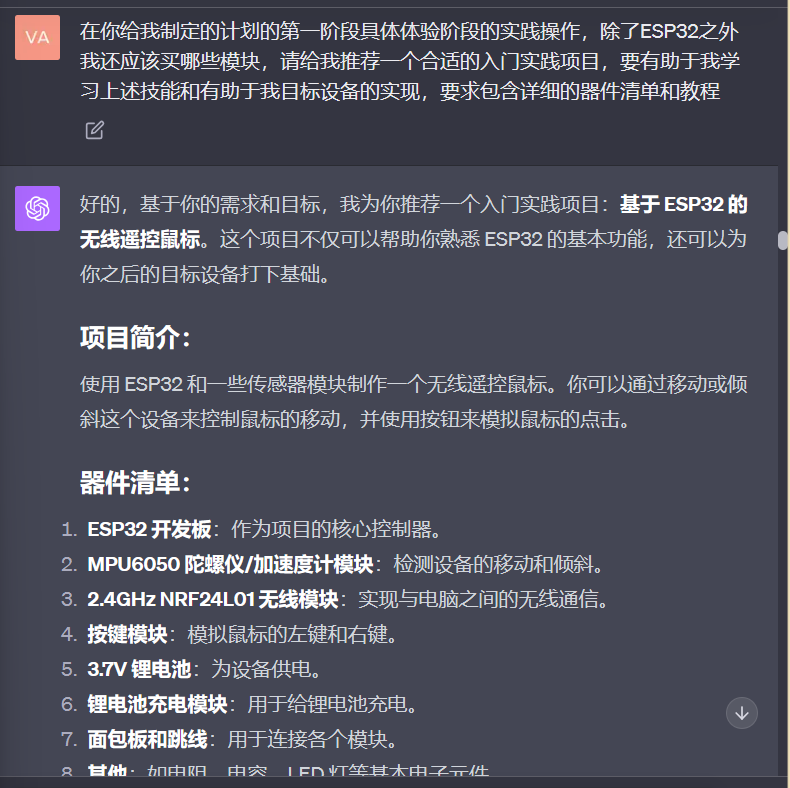 VA
在你给我制定的计划的第一阶段具体体验阶段的实践操作，除了ESP32之外
我还应该买哪些模块，请给我推荐一个合适的入门实践项目，要有助于我学
习上述技能和有助于我目标设备的实现，要求包含详细的器件清单和教程
好的，基于你的需求和目标，我为你推荐一个入门实践项目：基于 ESP32 的
无线遥控鼠标。这个项目不仅可以帮助你熟悉 ESP32 的基本功能，还可以为
你之后的目标设备打下基础。
项目简介：
使用 ESP32 和一些传感器模块制作一个无线遥控鼠标。你可以通过移动或倾
斜这个设备来控制鼠标的移动，并使用按钮来模拟鼠标的点击。
器件清单：
1. ESP32 开发板：作为项目的核心控制器。
2. MPU6050 陀螺仪/加速度计模块：检测设备的移动和倾斜。
3. 2.4GHz NRF24L01 无线模块：实现与电脑之间的无线通信。
4. 按键模块：模拟鼠标的左键和右键。
5. 3.7V 锂电池：为设备供电。
6. 锂电池充电模块：用于给锂电池充电。
7. 面包板和跳线：用于连接各个模块。
8. 其他：如电阻、电容、LED 灯等基本电子元件